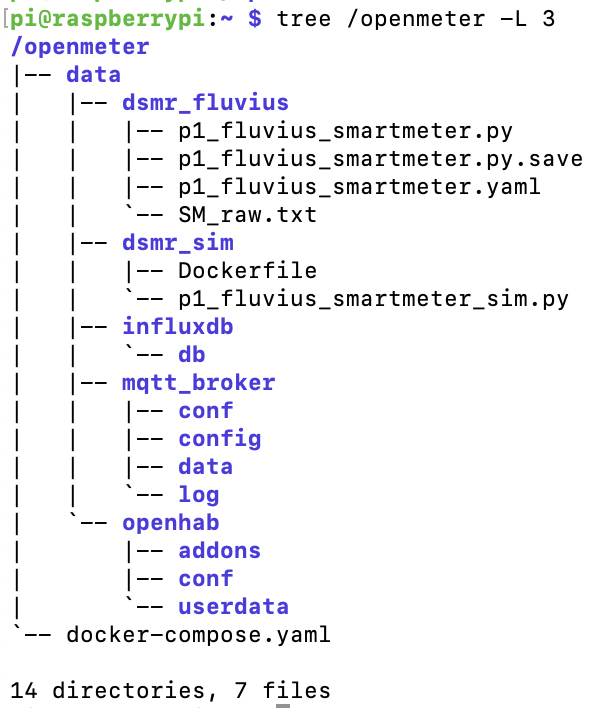 [pi@raspberrypi:~ $ tree /openmeter -L 3
/openmeter
|-- data
|   |-- dsmr_fluvius
|   |   |-- p1_fluvius_smartmeter.py
|   |   |-- p1_fluvius_smartmeter.py.save
|   |   |-- p1_fluvius_smartmeter.yaml
|   |   `-- SM_raw.txt
|   |-- dsmr_sim
|   |   |-- Dockerfile
|   |   `-- p1_fluvius_smartmeter_sim.py
|   |-- influxdb
|   |   `-- db
|   |-- mqtt_broker
|   |   |-- conf
|   |   |-- config
|   |   |-- data
|   |   `-- log
|   `-- openhab
|       |-- addons
|       |-- conf
|       `-- userdata
`-- docker-compose.yaml

14 directories, 7 files